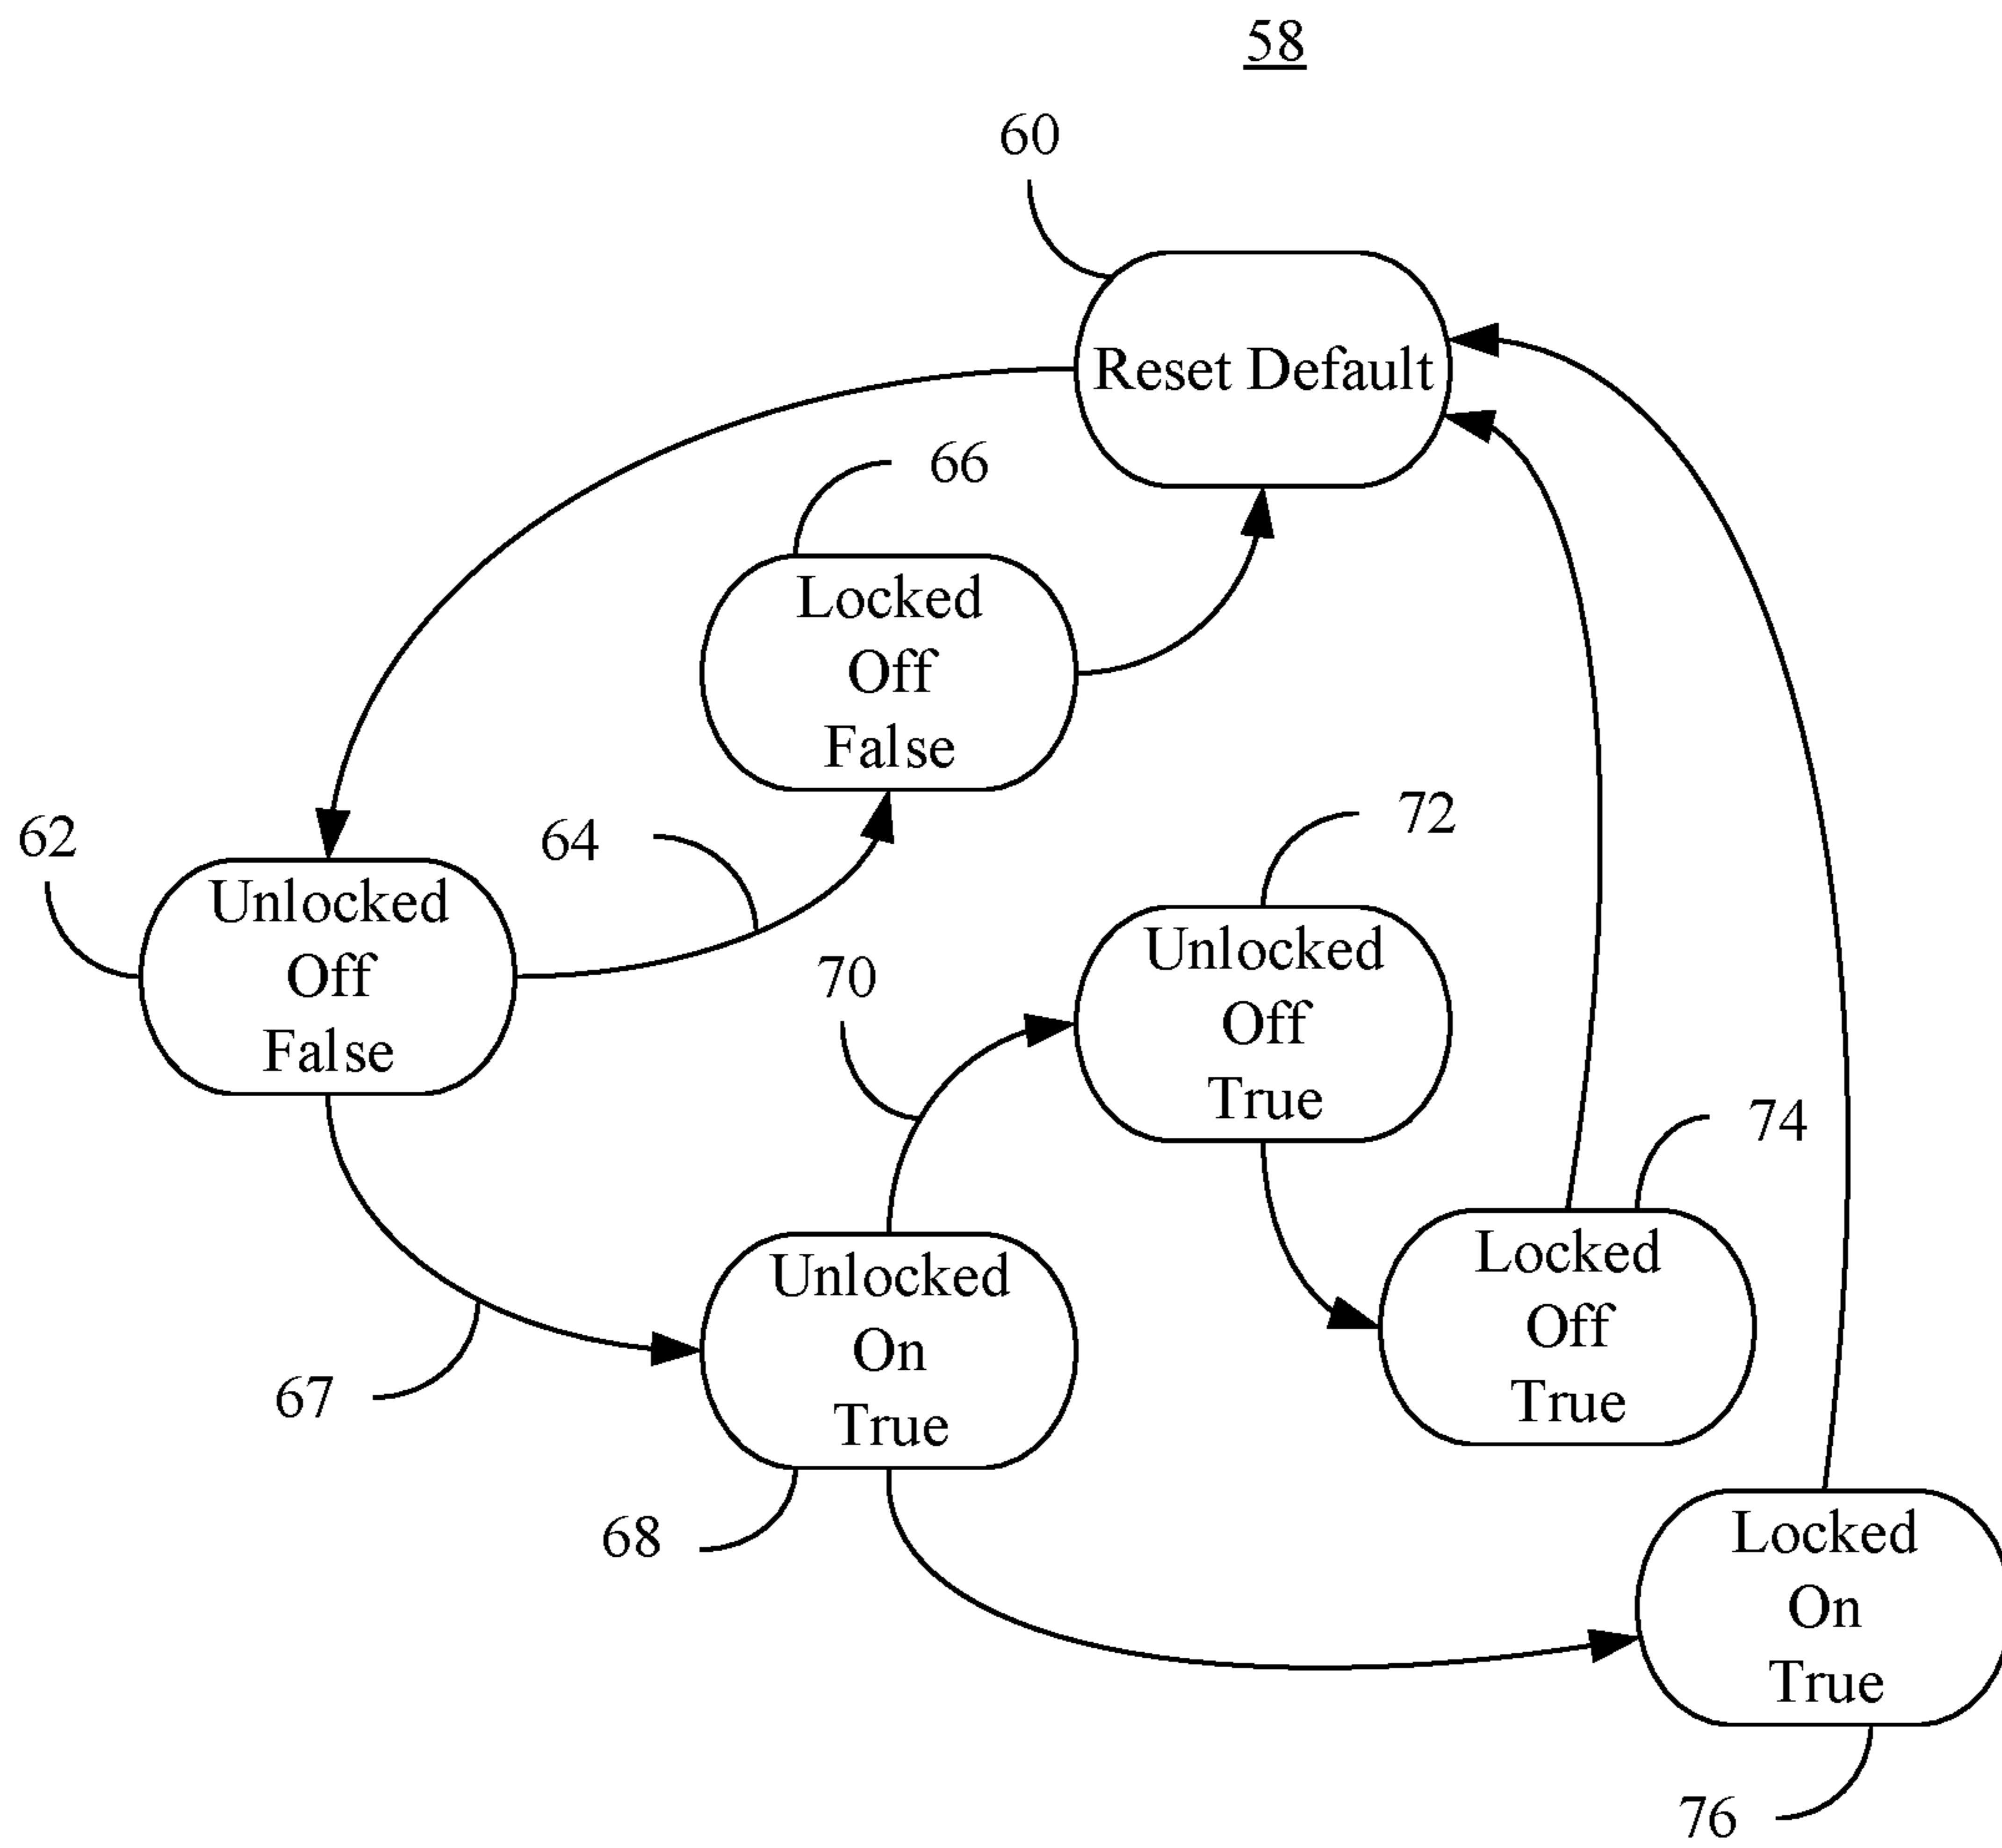 58
60
Reset Default
66
Locked
Off
False
62
64
72
Unlocked
Off
False
70
Unlocked
Off
True
74
67
Unlocked
On
True
Locked
Off
True
68
Locked
On
True
76